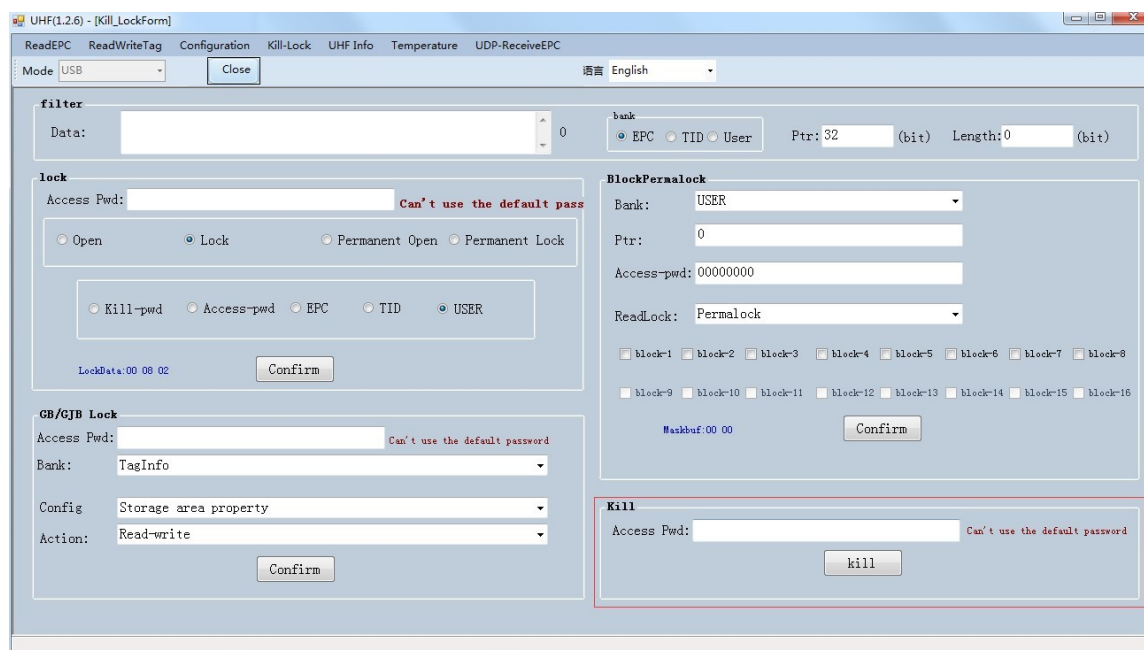 UHF(1.2.6) - [Kill_LockForm]
ReadEPC ReadWriteTag Configuration Kill-Lock UHF Info Temperature UDP-ReceiveEPC
Mode USB Close 语言 English
filter
Data: 0
bank
EPC TID User Ptr: 32 (bit) Length: 0 (bit)
lock
Access Pwd: Can't use the default pass
Open Lock Permanent Open Permanent Lock
Kill-pwd Access-pwd EPC TID USER
LockData:00 08 02 Confirm
BlockPermalock
Bank: USER
Ptr: 0
Access-pwd: 00000000
ReadLock: Permalock
block-1 block-2 block-3 block-4 block-5 block-6 block-7 block-8
block-9 block-10 block-11 block-12 block-13 block-14 block-15 block-16
Maskbuf:00 00 Confirm
GB/GJB Lock
Access Pwd: Can't use the default password
Bank: TagInfo
Config Storage area property
Action: Read-write
Confirm
Kill
Access Pwd: Can't use the default password
kill